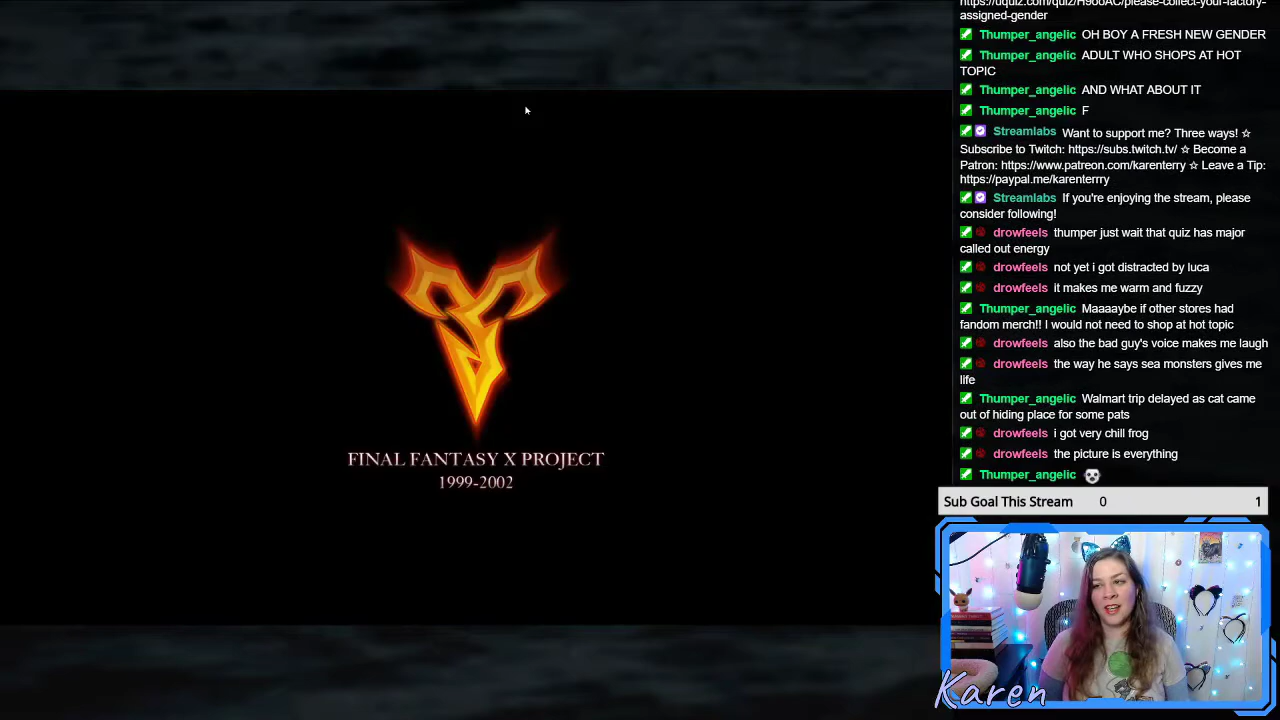 https://uquiz.com/quiz/H9ooAC/please-collect-your-factory-
assigned-gender
Thumper_angelic OH BOY A FRESH NEW GENDER
Thumper_angelic ADULT WHO SHOPS AT HOT
TOPIC
Thumper_angelic AND WHAT ABOUT IT
Thumper_angelic F
Streamlabs Want to support me? Three ways! ☆
Subscribe to Twitch: https://subs.twitch.tv/ ☆ Become a
Patron: https://www.patreon.com/karenterry ☆ Leave a Tip:
https://paypal.me/karenterrry
Streamlabs If you're enjoying the stream, please
consider following!
drowfeels thumper just wait that quiz has major
called out energy
drowfeels not yet i got distracted by luca
drowfeels it makes me warm and fuzzy
Thumper_angelic Maaaaybe if other stores had
fandom merch!! I would not need to shop at hot topic
drowfeels also the bad guy's voice makes me laugh
drowfeels the way he says sea monsters gives me
life
Thumper_angelic Walmart trip delayed as cat came
out of hiding place for some pats
drowfeels i got very chill frog
drowfeels the picture is everything
Thumper_angelic
FINAL FANTASY X PROJECT
1999-2002
Sub Goal This Stream 0 1
Karen